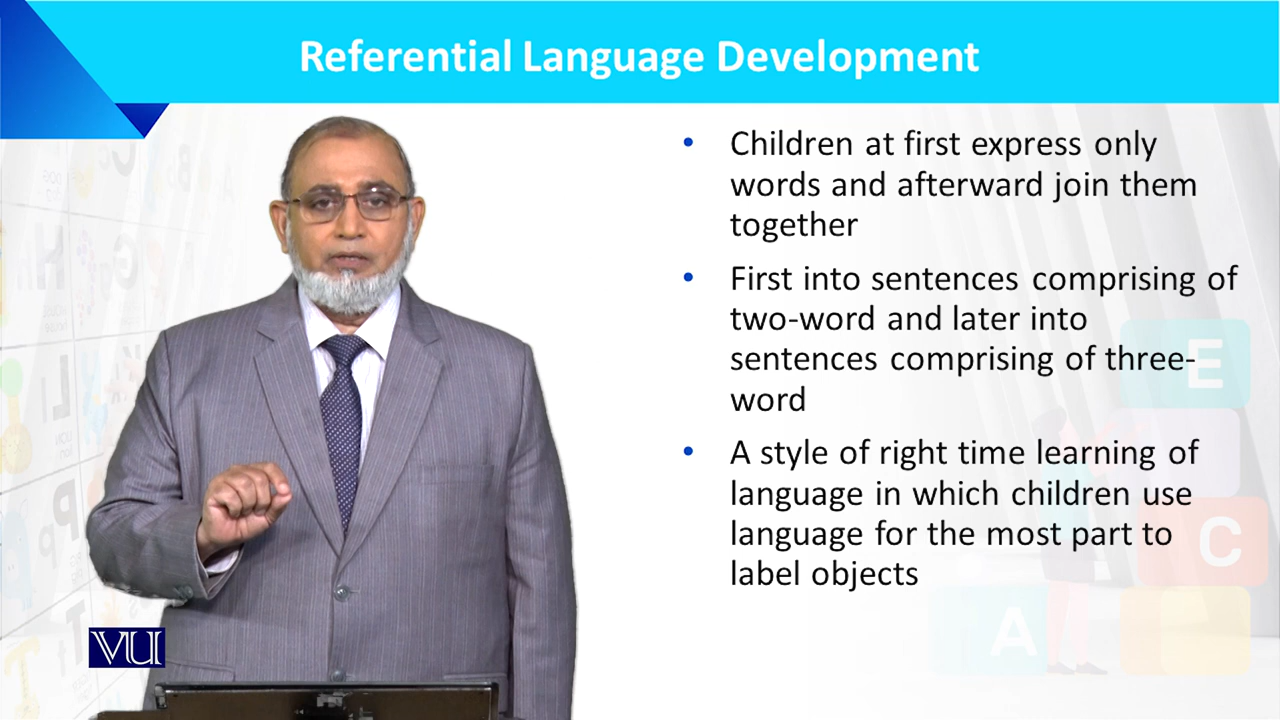 Referential Language Development
• Children at first express only
words and afterward join them
together
• First into sentences comprising of
two-word and later into
sentences comprising of three-
word
• A style of right time learning of
language in which children use
language for the most part to
label objects
VU
E
C
A